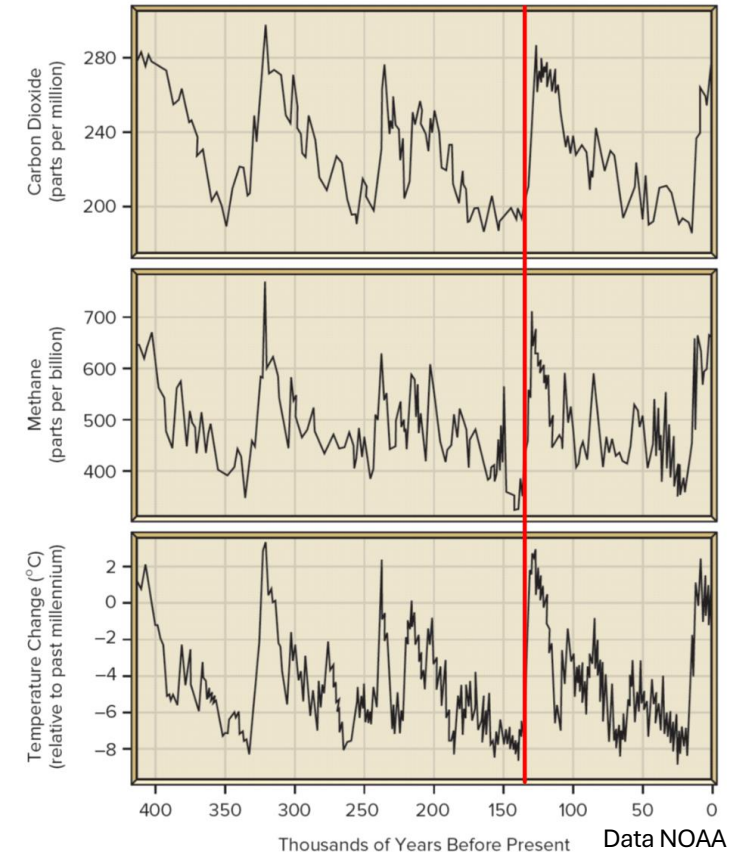 Carbon Dioxide
(parts per million)
280
240
200
Methane
(parts per billion)
700
600
500
400
Temperature Change (°C)
(relative to past millennium)
2
0
−2
−4
−6
−8
400 350 300 250 200 150 100 50 0
Thousands of Years Before Present
Data NOAA